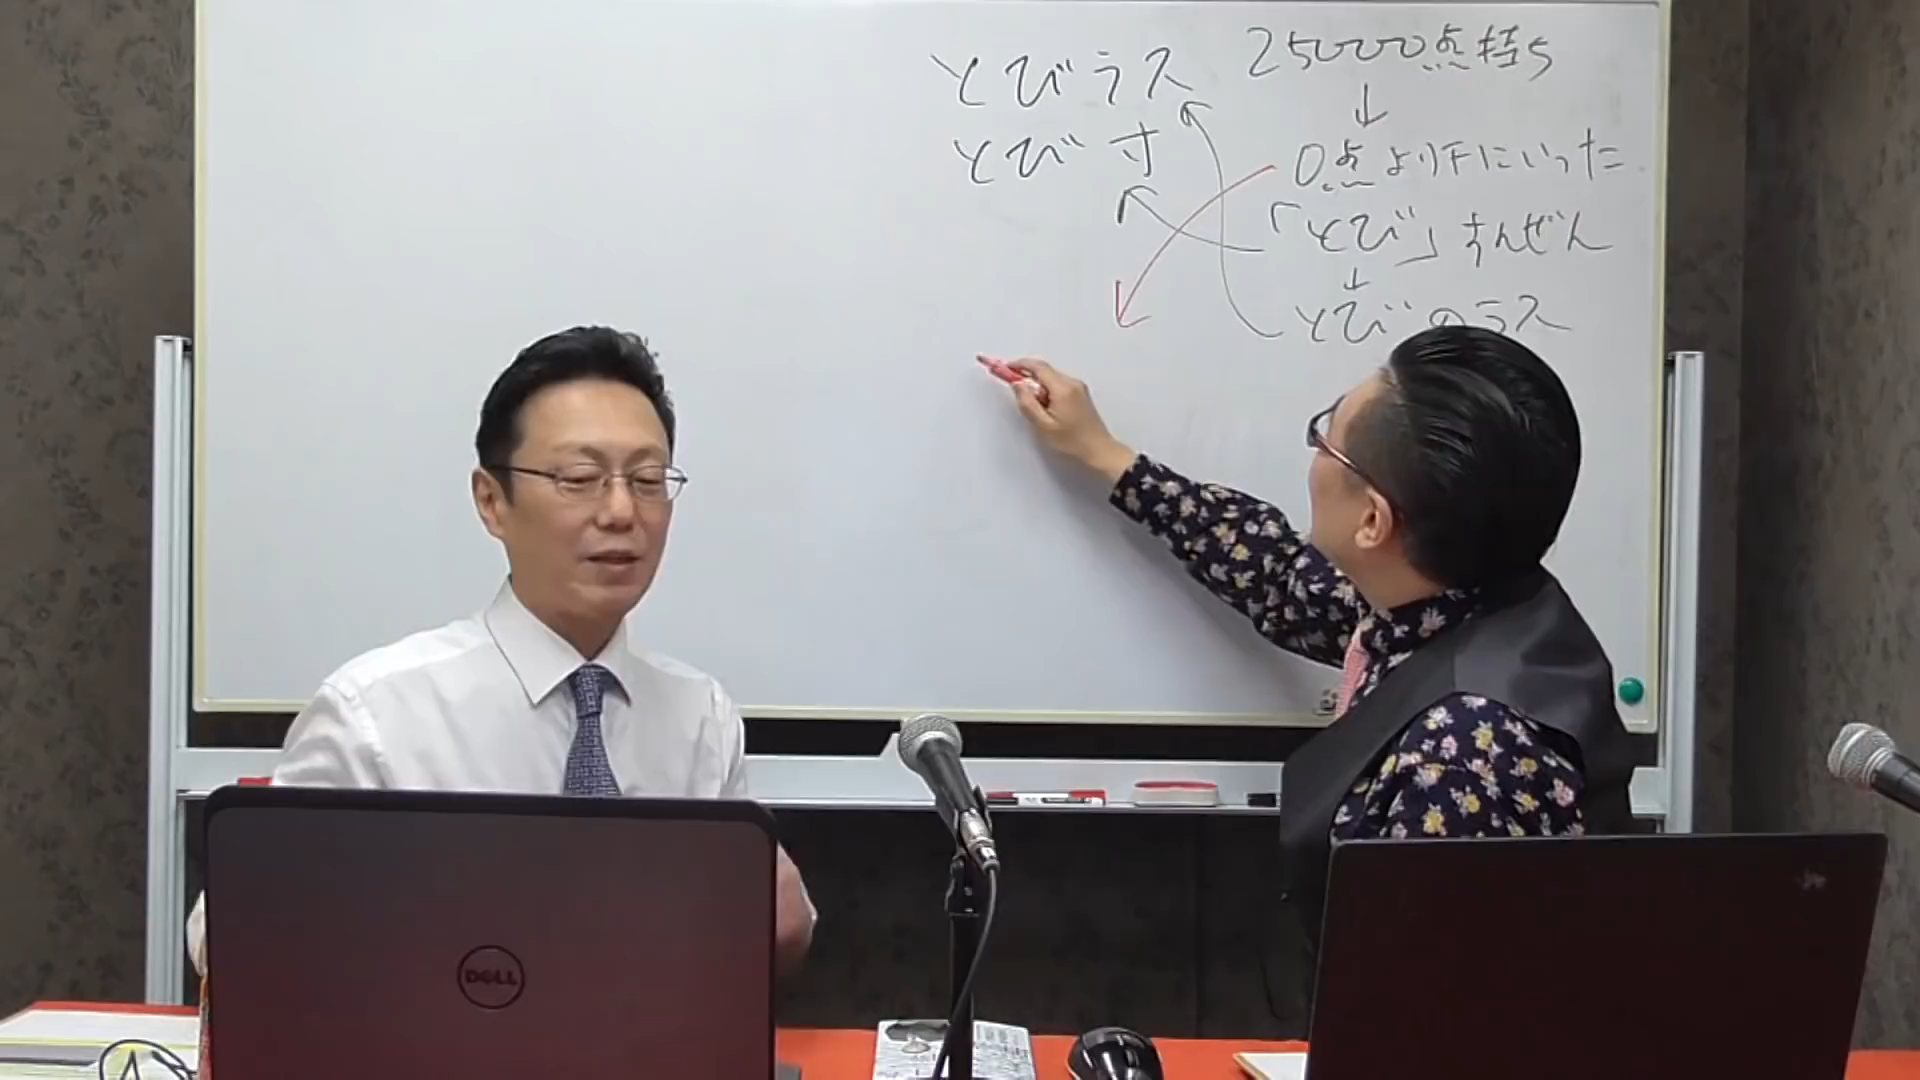 とびラス
とび寸
25000点持ち
↓
0点より下にいった
「とび」すんぜん
↓
とびのラス
DELL